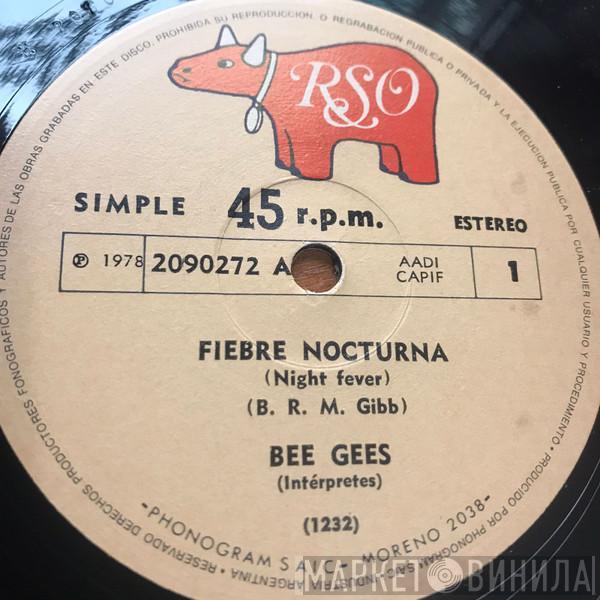 RESERVADO DERECHOS PRODUCTORES FONOGRAFICOS Y AUTORES DE LAS OBRAS GRABADAS EN ESTE DISCO. PROHIBIDA SU REPRODUCCION. O REGRABACION PUBLICA O PRIVADA Y LA EJECUCION PUBLICA POR CUALQUIER USUARIO Y PROCEDIMIENTO • PRODUCIDO POR PHONOGRAM SAIC - INDUSTRIA ARGENTINA •
RSO
SIMPLE 45 r.p.m. ESTEREO
℗ 1978 2090272 A AADI CAPIF 1
FIEBRE NOCTURNA
(Night fever)
(B. R. M. Gibb)
BEE GEES
(Intérpretes)
(1232)
-PHONOGRAM SAIC- MORENO 2038-
МАРКЕТ ВИНИЛА